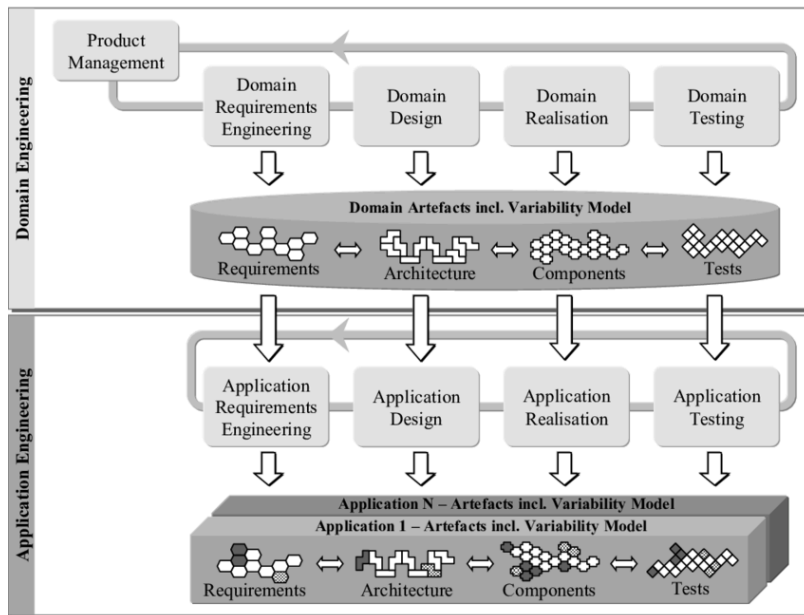 Domain Engineering
Product
Management
Domain
Requirements
Engineering
Domain
Design
Domain
Realisation
Domain
Testing
Domain Artefacts incl. Variability Model
Requirements
Architecture
Components
Tests
Application Engineering
Application
Requirements
Engineering
Application
Design
Application
Realisation
Application
Testing
Application N – Artefacts incl. Variability Model
Application 1 – Artefacts incl. Variability Model
Requirements
Architecture
Components
Tests